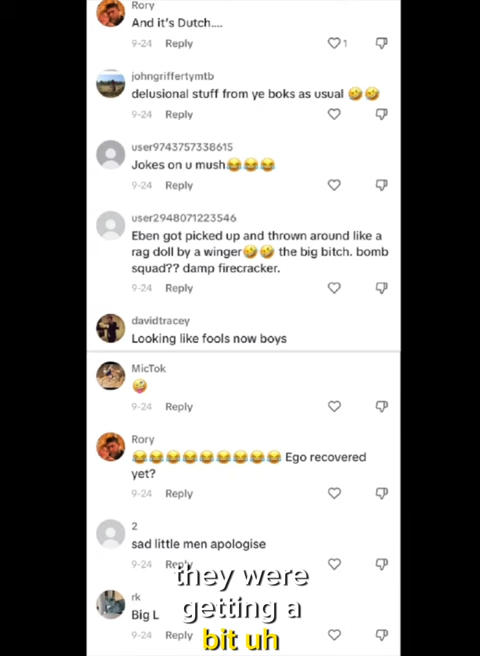 Rory
And it's Dutch....
9-24 Reply 1
johngriffertymtb
delusional stuff from ye boks as usual 🤣🤣
9-24 Reply
user9743757338615
Jokes on u mush😂😂😂
9-24 Reply
user2948071223546
Eben got picked up and thrown around like a
rag doll by a winger🤣🤣 the big bitch. bomb
squad?? damp firecracker.
9-24 Reply
davidtracey
Looking like fools now boys
MicTok
🤪
9-24 Reply
Rory
😂😂😂😂😂😂😂😂😂 Ego recovered
yet?
9-24 Reply
2
sad little men apologise
9-24 Reply
they were
rk
getting a
Big L
bit uh
9-24 Reply